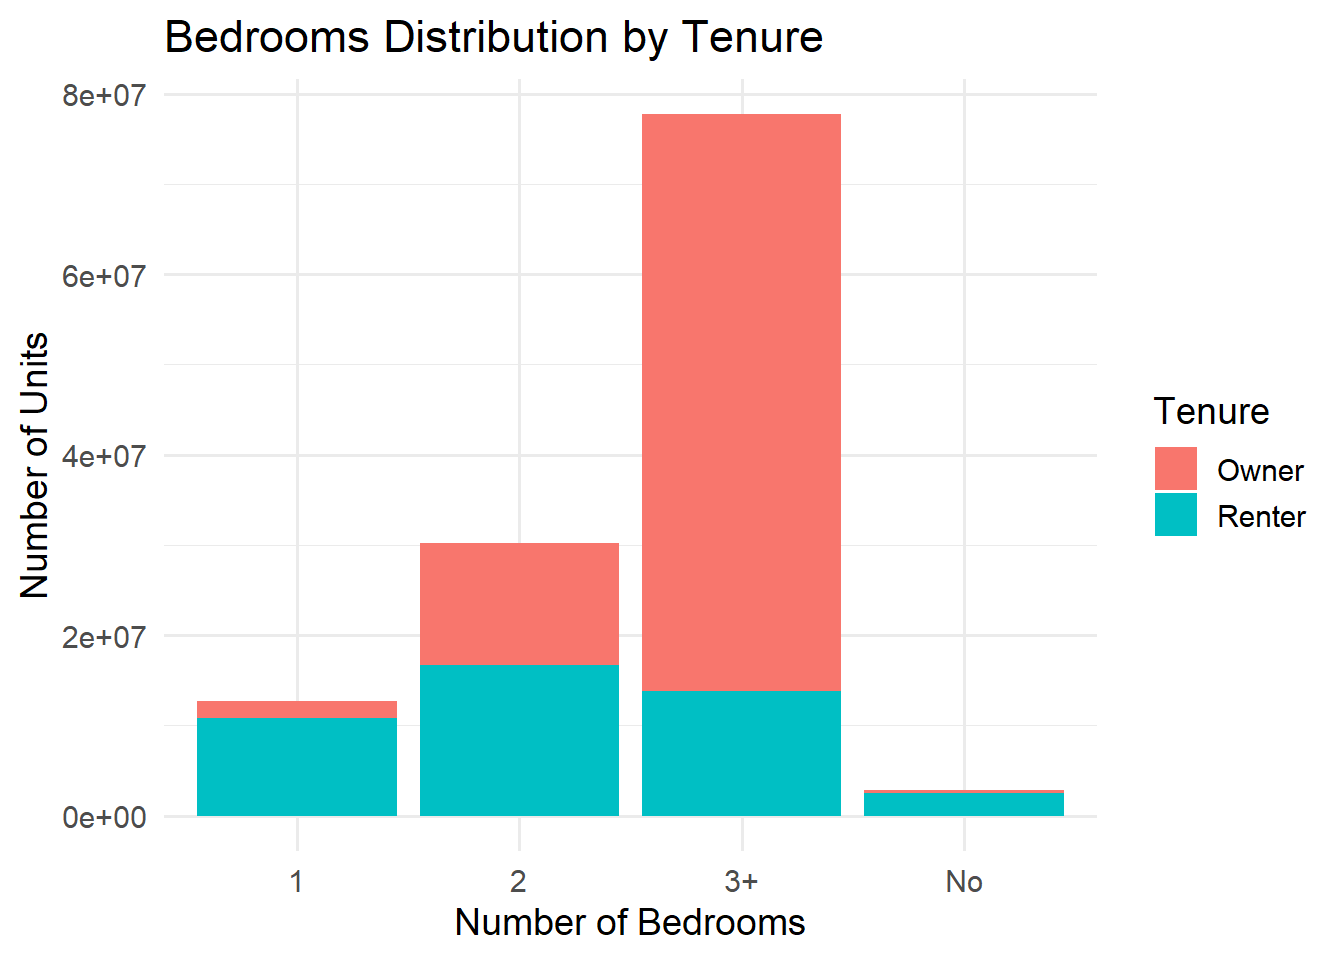 Bedrooms Distribution by Tenure
8e+07
6e+07
4e+07
2e+07
0e+00
Number of Units
1
2
3+
No
Number of Bedrooms
Tenure
Owner
Renter